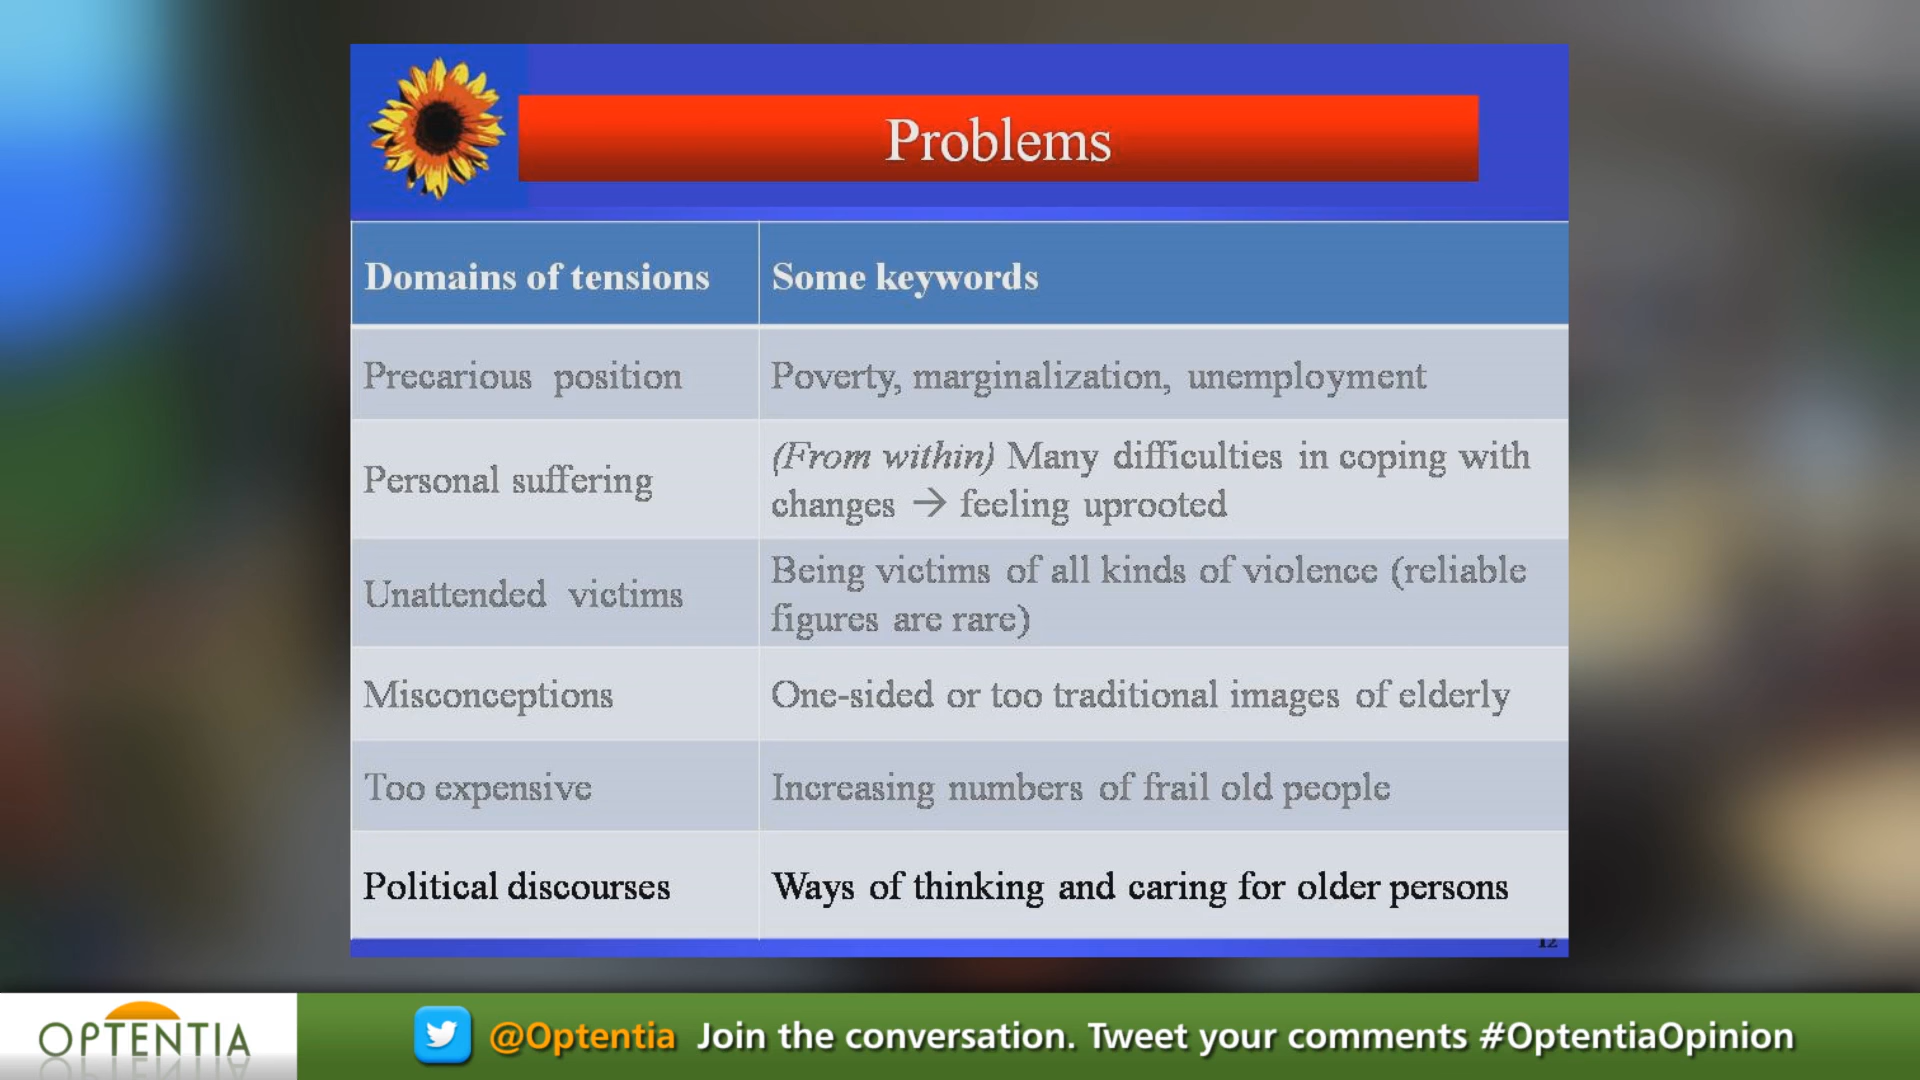 Problems
Domains of tensions
Some keywords
Precarious position
Poverty, marginalization, unemployment
Personal suffering
(From within) Many difficulties in coping with
changes → feeling uprooted
Unattended victims
Being victims of all kinds of violence (reliable
figures are rare)
Misconceptions
One-sided or too traditional images of elderly
Too expensive
Increasing numbers of frail old people
Political discourses
Ways of thinking and caring for older persons
12
OPTENTIA
@Optentia Join the conversation. Tweet your comments #OptentiaOpinion